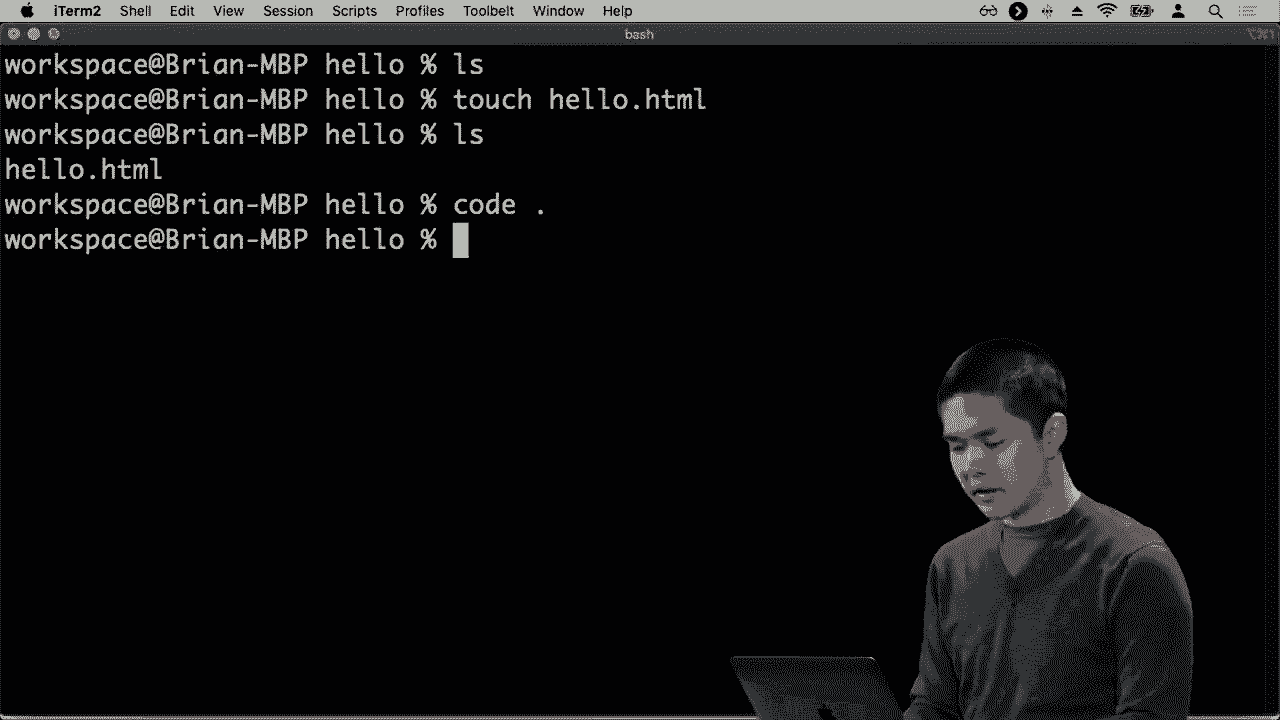 iTerm2 Shell Edit View Session Scripts Profiles Toolbelt Window Help
bash
workspace@Brian-MBP hello % ls
workspace@Brian-MBP hello % touch hello.html
workspace@Brian-MBP hello % ls
hello.html
workspace@Brian-MBP hello % code .
workspace@Brian-MBP hello %